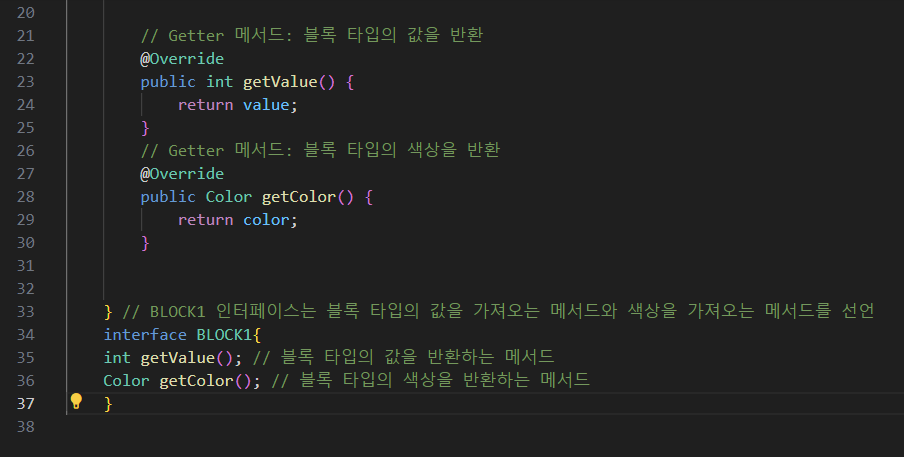 20
21 // Getter 메서드: 블록 타입의 값을 반환
22 @Override
23 public int getValue() {
24 return value;
25 }
26 // Getter 메서드: 블록 타입의 색상을 반환
27 @Override
28 public Color getColor() {
29 return color;
30 }
31
32
33 } // BLOCK1 인터페이스는 블록 타입의 값을 가져오는 메서드와 색상을 가져오는 메서드를 선언
34 interface BLOCK1{
35 int getValue(); // 블록 타입의 값을 반환하는 메서드
36 Color getColor(); // 블록 타입의 색상을 반환하는 메서드
37 }
38